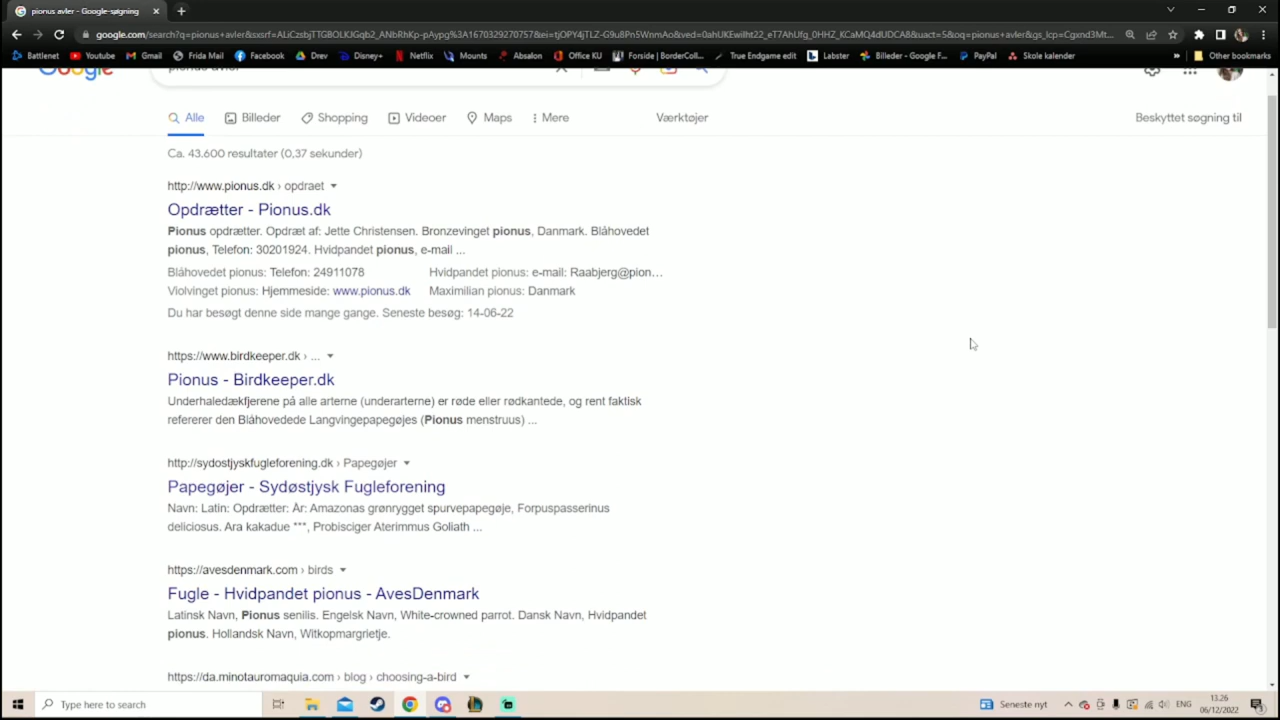 pionus avler - Google-søgning
google.com/search?q=pionus+avler&sxsrf=
Battlenet Youtube Gmail Frida Mail Facebook Drev Disney+ Netflix Mounts Absalon Office KU Forside | BorderColl... True Endgame edit Labster Billeder - Google F... PayPal Skole kalender » Other bookmarks
Google
pionus avler
Alle Billeder Shopping Videoer Maps Mere Værktøjer Beskyttet søgning til
Ca. 43.600 resultater (0,37 sekunder)
http://www.pionus.dk › opdraet
Opdrætter - Pionus.dk
Pionus opdrætter. Opdræt af: Jette Christensen. Bronzevinget pionus, Danmark. Blåhovedet
pionus, Telefon: 30201924. Hvidpandet pionus, e-mail ...
Blåhovedet pionus: Telefon: 24911078 Hvidpandet pionus: e-mail: Raabjerg@pion...
Violvinget pionus: Hjemmeside: www.pionus.dk Maximilian pionus: Danmark
Du har besøgt denne side mange gange. Seneste besøg: 14-06-22
https://www.birdkeeper.dk › ...
Pionus - Birdkeeper.dk
Underhaledækfjerene på alle arterne (underarterne) er røde eller rødkantede, og rent faktisk
refererer den Blåhovedede Langvingepapegøjes (Pionus menstruus) ...
http://sydostjyskfugleforening.dk › Papegøjer
Papegøjer - Sydøstjysk Fugleforening
Navn: Latin: Opdrætter: År: Amazonas grønrygget spurvepapegøje, Forpuspasserinus
deliciosus. Ara kakadue ***, Probisciger Aterimmus Goliath ...
https://avesdenmark.com › birds
Fugle - Hvidpandet pionus - AvesDenmark
Latinsk Navn, Pionus senilis. Engelsk Navn, White-crowned parrot. Dansk Navn, Hvidpandet
pionus. Hollandsk Navn, Witkopmargrietje.
https://da.minotauromaquia.com › blog › choosing-a-bird
Type here to search Seneste nyt ENG 13.26
06/12/2022